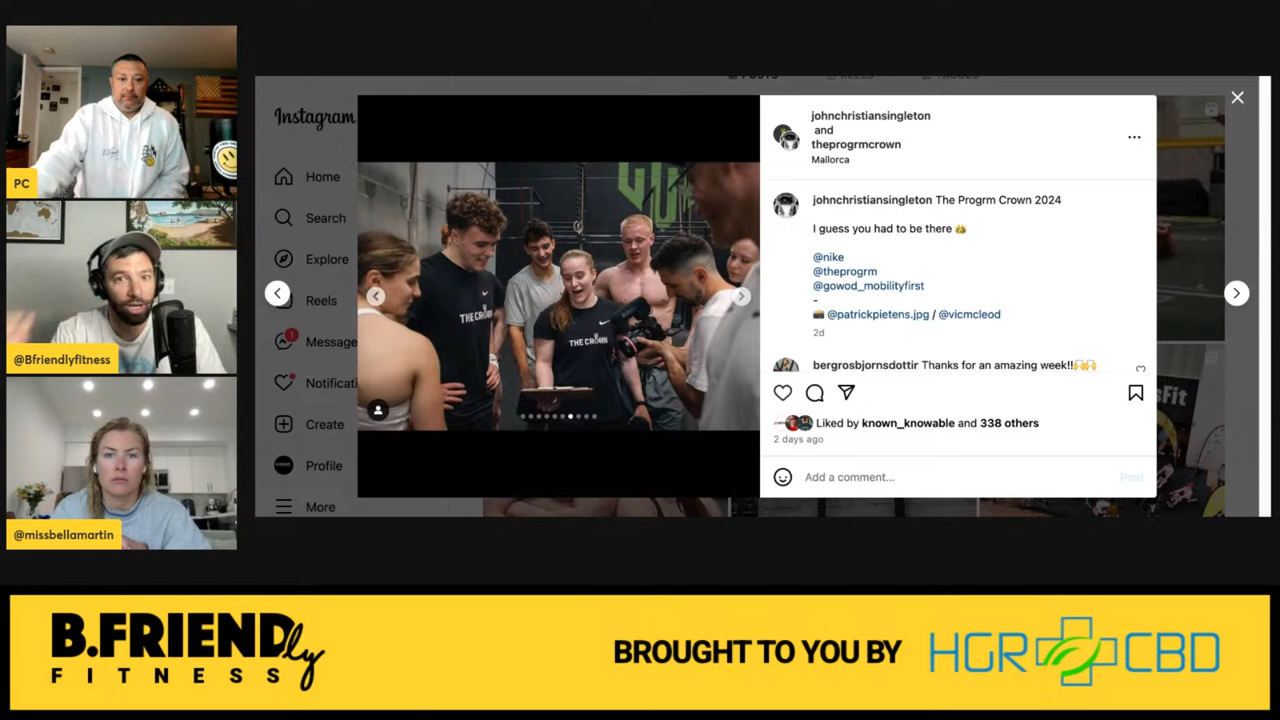 PC
@Bfriendlyfitness
@missbellamartin
Instagram
Home
Search
Explore
Reels
Message
Notificati
Create
Profile
More
THE CROWN
johnchristiansingleton
and
theprogrmcrown
Mallorca
johnchristiansingleton The Progrm Crown 2024
I guess you had to be there 👑
@nike
@theprogrm
@gowod_mobilityfirst
-
📸 @patrickpietens.jpg / @vicmcleod
2d
bergrosbjornsdottir Thanks for an amazing week!!🙌🙌
Liked by known_knowable and 338 others
2 days ago
Add a comment...
Post
B.FRIENDly
FITNESS
BROUGHT TO YOU BY
HGR CBD